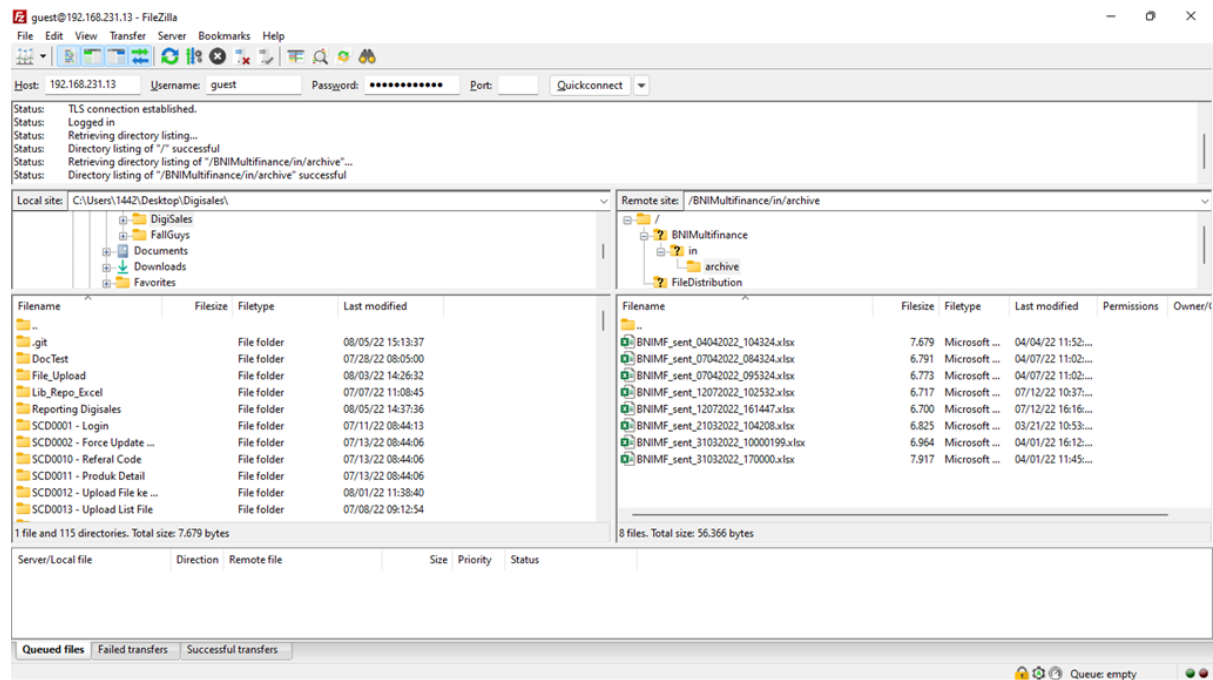 guest@192.168.231.13 - FileZilla
File Edit View Transfer Server Bookmarks Help
Host: 192.168.231.13 Username: guest Password: ●●●●●●●●●●●● Port: Quickconnect
Status: TLS connection established.
Status: Logged in
Status: Retrieving directory listing...
Status: Directory listing of "/" successful
Status: Retrieving directory listing of "/BNIMultifinance/in/archive"...
Status: Directory listing of "/BNIMultifinance/in/archive" successful
Local site: C:\Users\1442\Desktop\Digisales\
DigiSales
FallGuys
Documents
Downloads
Favorites
Filename Filesize Filetype Last modified
..
.git File folder 08/05/22 15:13:37
DocTest File folder 07/28/22 08:05:00
File_Upload File folder 08/03/22 14:26:32
Lib_Repo_Excel File folder 07/07/22 11:08:45
Reporting Digisales File folder 08/05/22 14:37:36
SCD0001 - Login File folder 07/11/22 08:44:13
SCD0002 - Force Update ... File folder 07/13/22 08:44:06
SCD0010 - Referal Code File folder 07/13/22 08:44:06
SCD0011 - Produk Detail File folder 07/13/22 08:44:06
SCD0012 - Upload File ke ... File folder 08/01/22 11:38:40
SCD0013 - Upload List File File folder 07/08/22 09:12:54
1 file and 115 directories. Total size: 7.679 bytes
Remote site: /BNIMultifinance/in/archive
/
? BNIMultifinance
? in
archive
? FileDistribution
Filename Filesize Filetype Last modified Permissions Owner/
..
BNIMF_sent_04042022_104324.xlsx 7.679 Microsoft ... 04/04/22 11:52:...
BNIMF_sent_07042022_084324.xlsx 6.791 Microsoft ... 04/07/22 11:02:...
BNIMF_sent_07042022_095324.xlsx 6.773 Microsoft ... 04/07/22 11:02:...
BNIMF_sent_12072022_102532.xlsx 6.717 Microsoft ... 07/12/22 10:37:...
BNIMF_sent_12072022_161447.xlsx 6.700 Microsoft ... 07/12/22 16:16:...
BNIMF_sent_21032022_104208.xlsx 6.825 Microsoft ... 03/21/22 10:53:...
BNIMF_sent_31032022_10000199.xlsx 6.964 Microsoft ... 04/01/22 16:12:...
BNIMF_sent_31032022_170000.xlsx 7.917 Microsoft ... 04/01/22 11:45:...
8 files. Total size: 56.366 bytes
Server/Local file Direction Remote file Size Priority Status
Queued files Failed transfers Successful transfers
Queue: empty